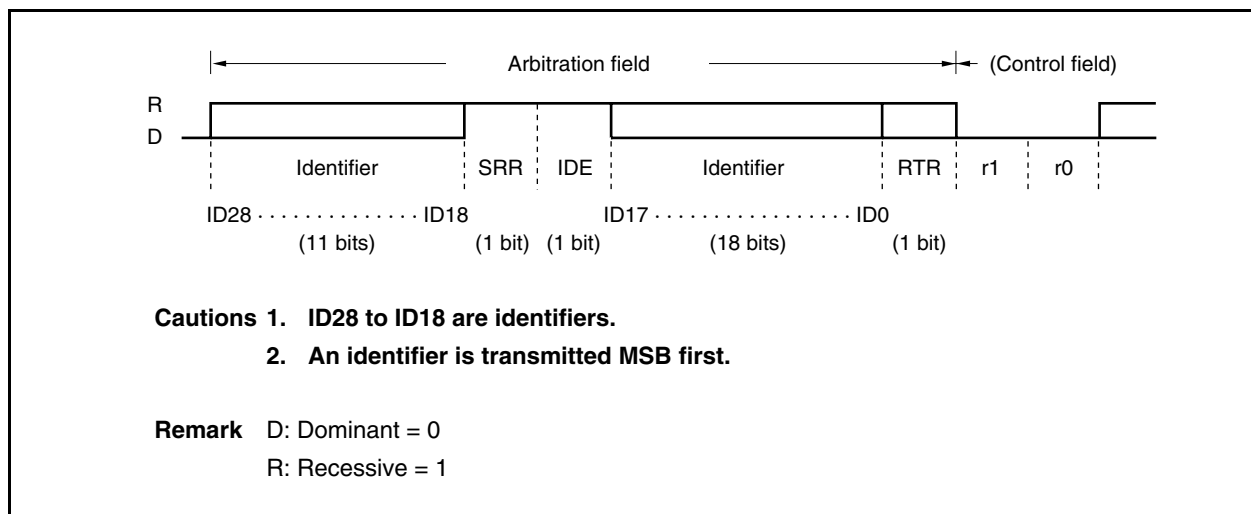 Arbitration field (Control field)
R
D
Identifier SRR IDE Identifier RTR r1 r0
ID28 · · · · · · · · · · · · · · ID18 ID17 · · · · · · · · · · · · · · · · · ID0
(11 bits) (1 bit) (1 bit) (18 bits) (1 bit)
Cautions 1. ID28 to ID18 are identifiers.
2. An identifier is transmitted MSB first.
Remark D: Dominant = 0
R: Recessive = 1